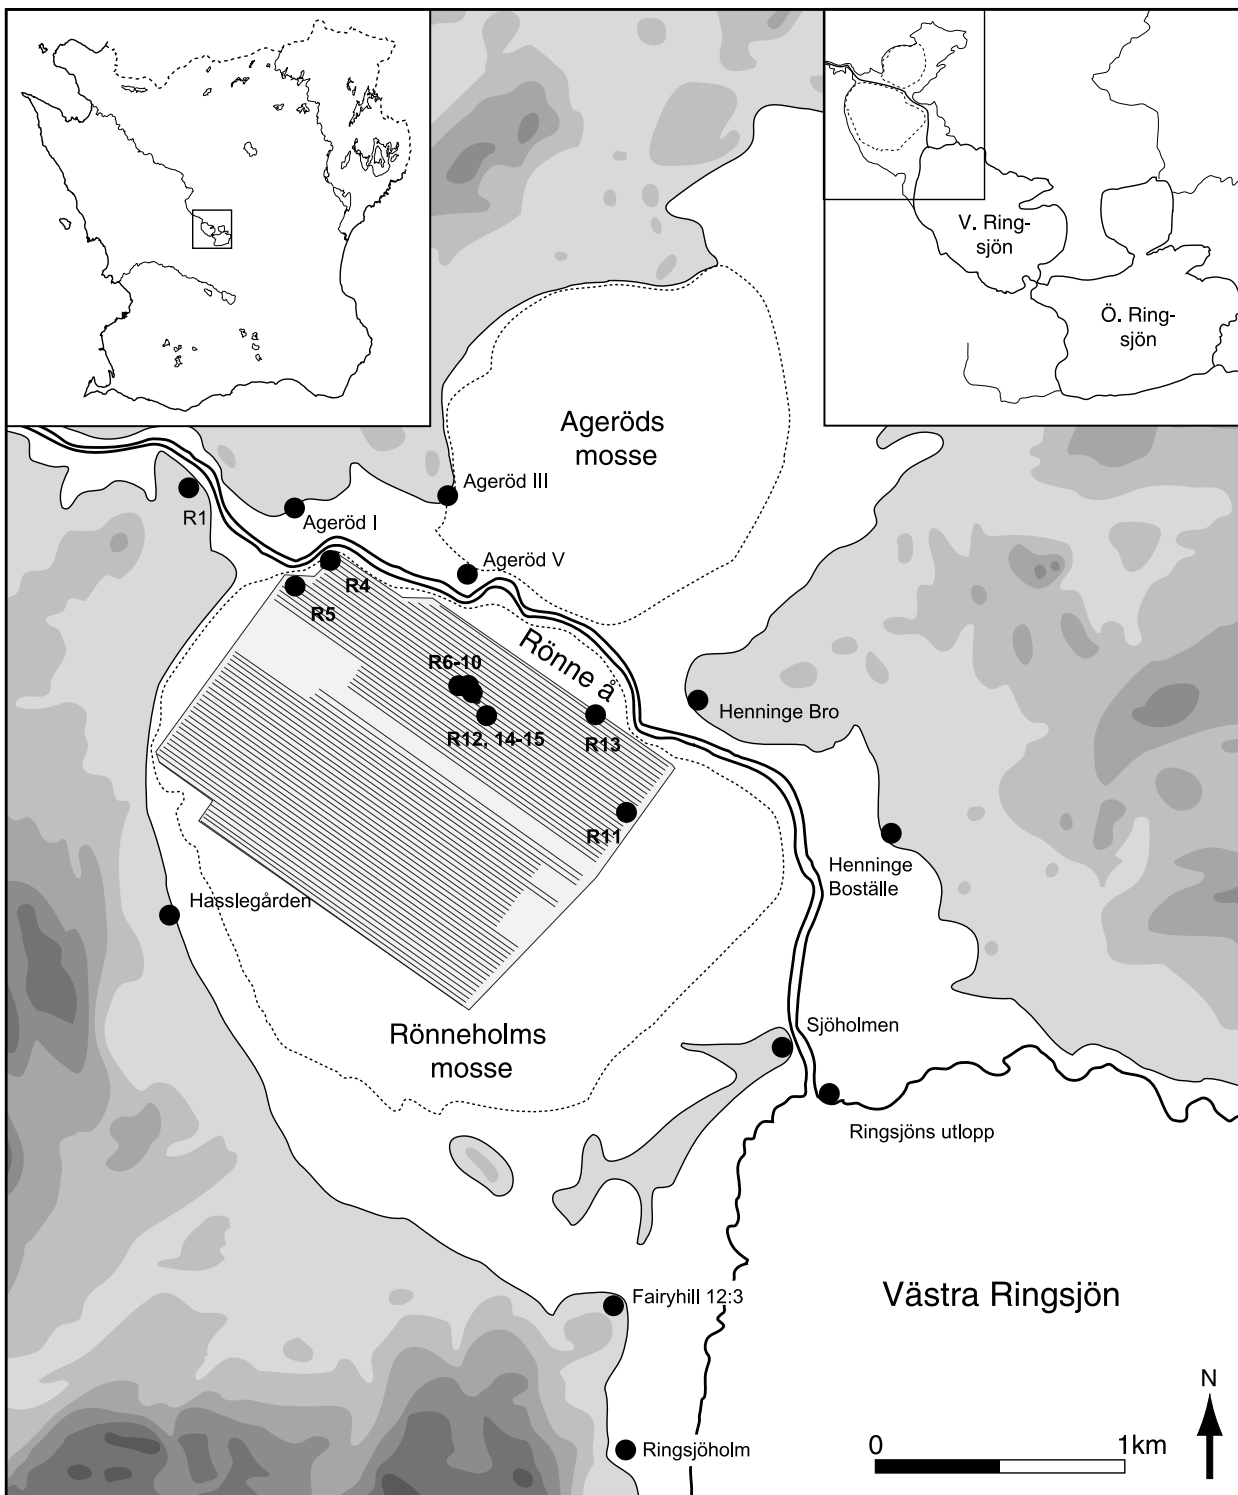 V. Ring-
sjön
Ö. Ring-
sjön
Ageröds
mosse
Ageröd III
R1
Ageröd I
Ageröd V
R4
R5
Rönne å
R6-10
Henninge Bro
R12, 14-15
R13
R11
Henninge
Boställe
Hasslegården
Sjöholmen
Rönneholms
mosse
Ringsjöns utlopp
Fairyhill 12:3
Västra Ringsjön
N
Ringsjöholm
0
1km